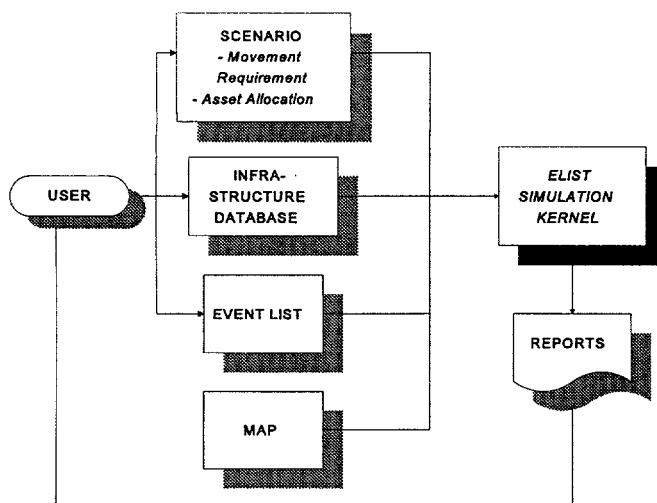 SCENARIO
- Movement
Requirement
- Asset Allocation
USER
INFRA-
STRUCTURE
DATABASE
ELIST
SIMULATION
KERNEL
EVENT LIST
REPORTS
MAP